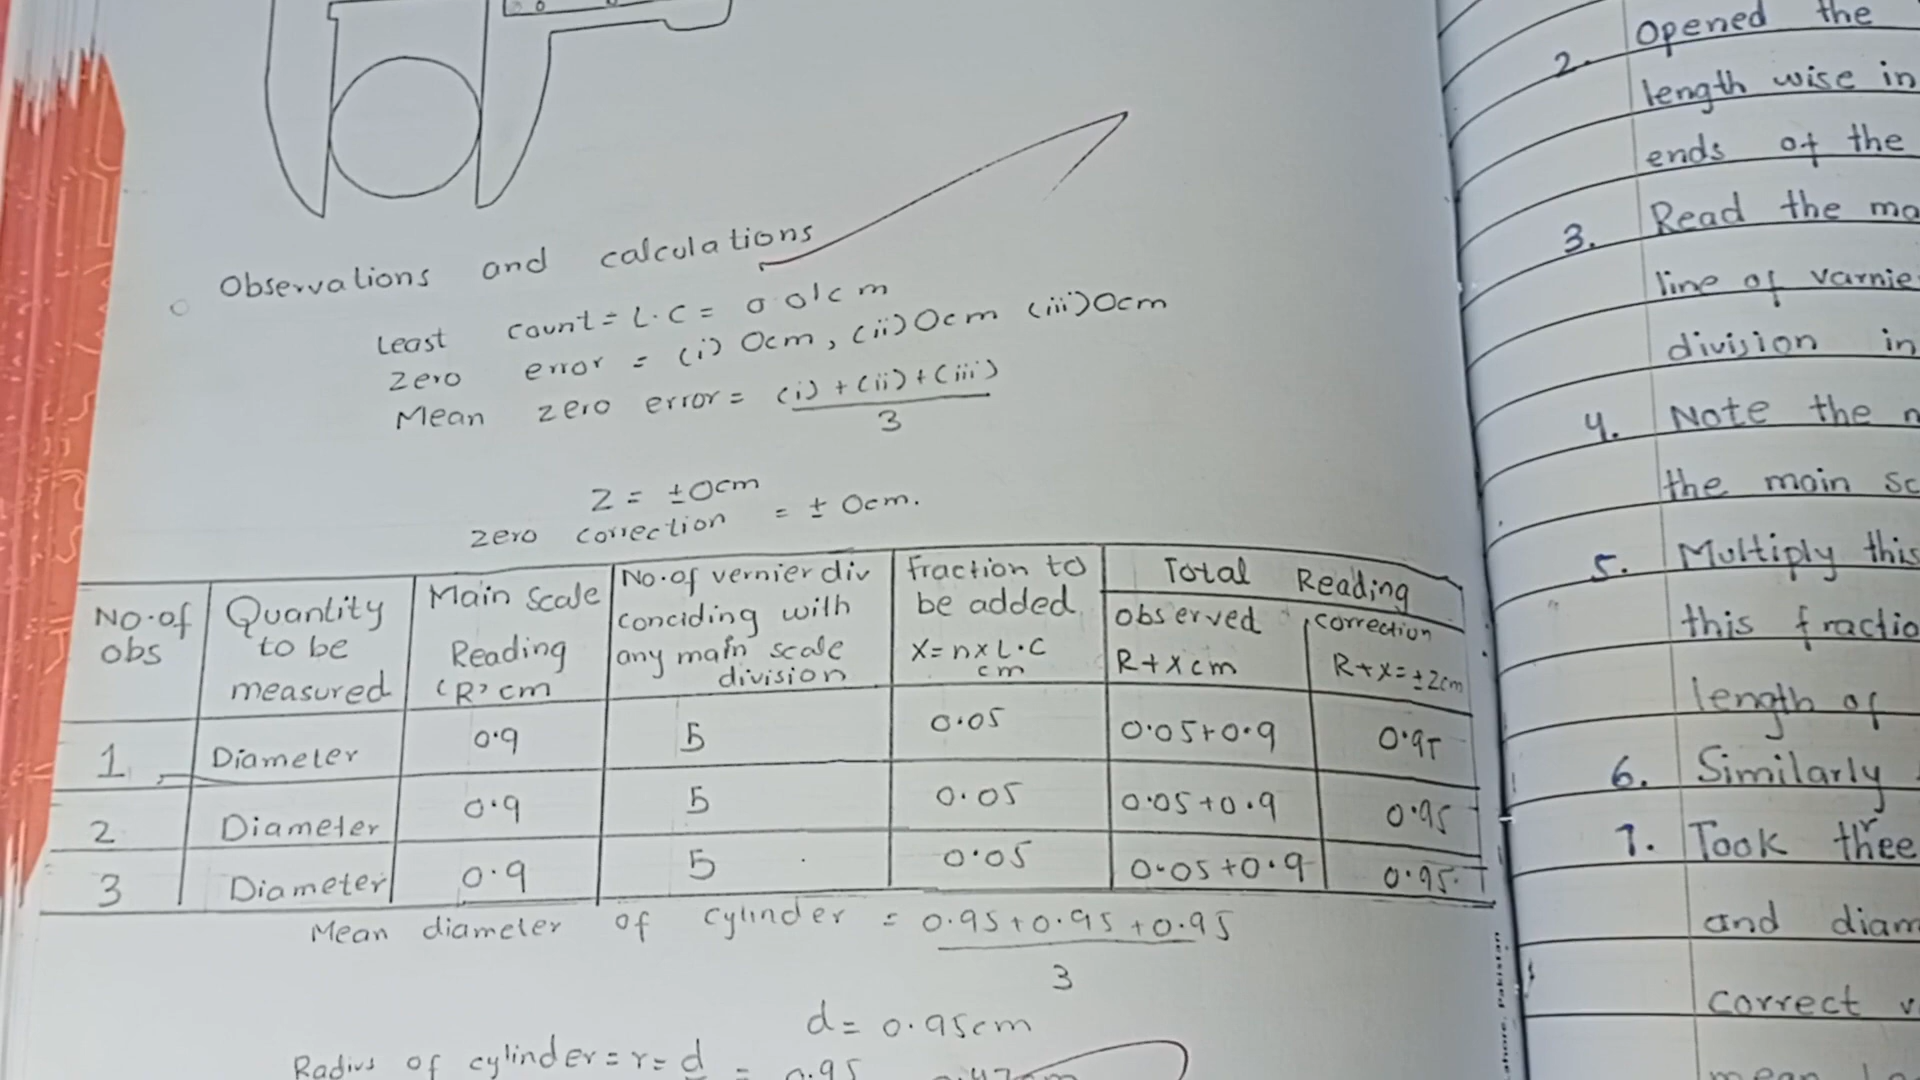 Observations and calculations
Least count = L.C = 0.01cm
Zero error = (i) 0cm, (ii) 0cm (iii) 0cm
Mean zero error = (i) + (ii) + (iii)
3
Z = ±0cm
zero correction = ± 0cm.
No. of obs
Quantity to be measured
Main Scale Reading (R) cm
No. of vernier div conciding with any main scale division
Fraction to be added X = n x L.C cm
Total Reading
observed R + x cm
correction R + x = ±2cm
1 Diameter 0.9 5 0.05 0.05+0.9 0.95
2 Diameter 0.9 5 0.05 0.05+0.9 0.95
3 Diameter 0.9 5 0.05 0.05+0.9 0.95
Mean diameter of cylinder = 0.95 + 0.95 + 0.95
3
d = 0.95cm
Radius of cylinder = r = d = 0.95
2. Opened the
length wise in
ends of the
3. Read the
line of
division in
4. Note the
the main
5. Multiply this
this
length of
6. Similarly
7. Took three
and
correct
mean
Pakistan